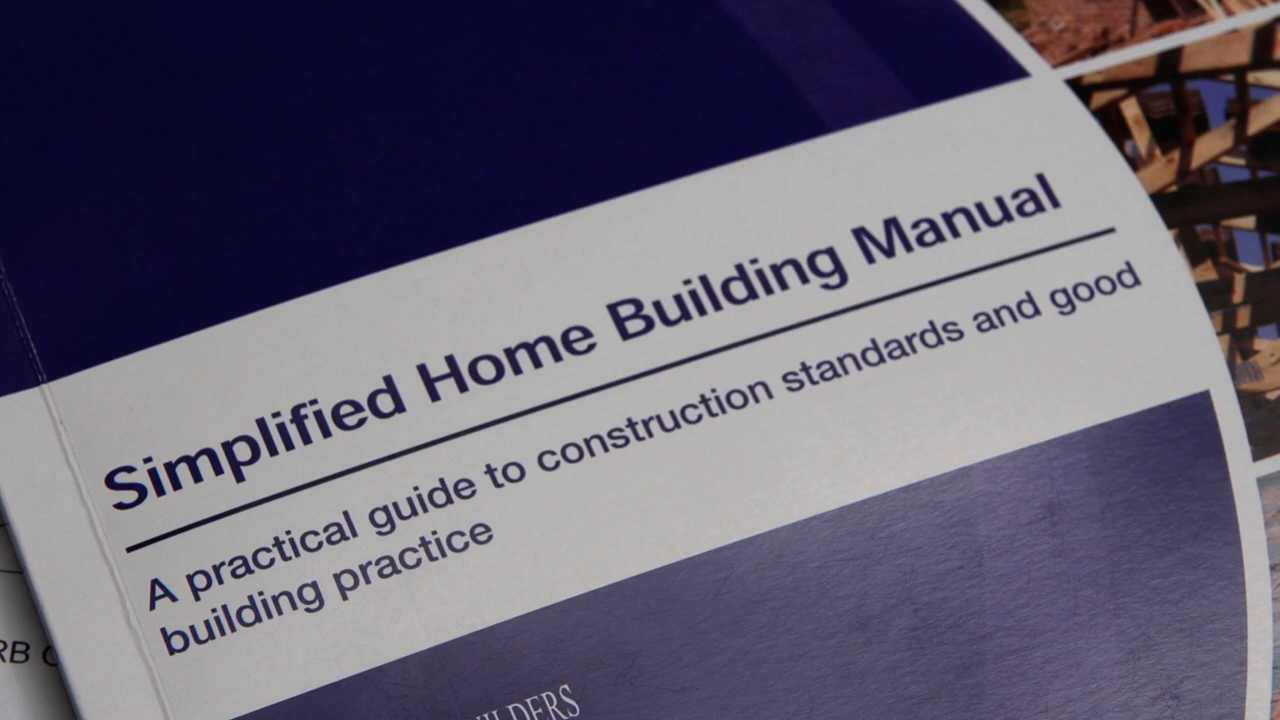 Simplified Home Building Manual
A practical guide to construction standards and good
building practice